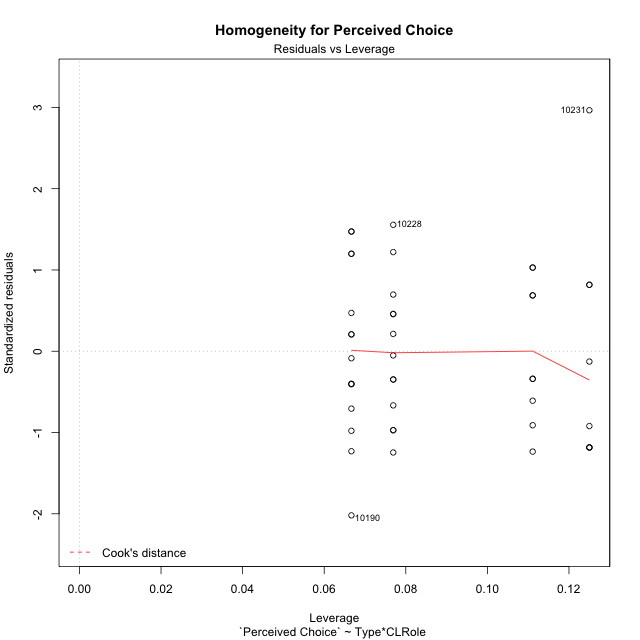 Homogeneity for Perceived Choice
Residuals vs Leverage
3
2
1
0
-1
-2
Standardized residuals
10231
10228
10190
Cook's distance
0.00 0.02 0.04 0.06 0.08 0.10 0.12
Leverage
`Perceived Choice` ~ Type*CLRole